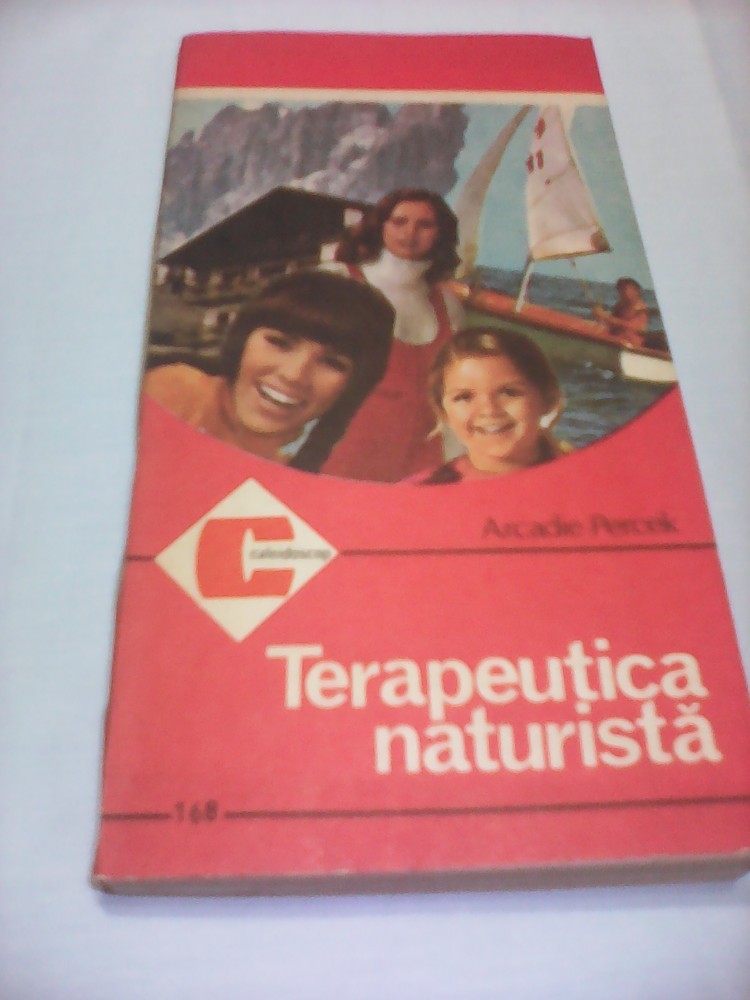 Arcadie Percek
C
caleidoscop
Terapeutica
naturistă
168